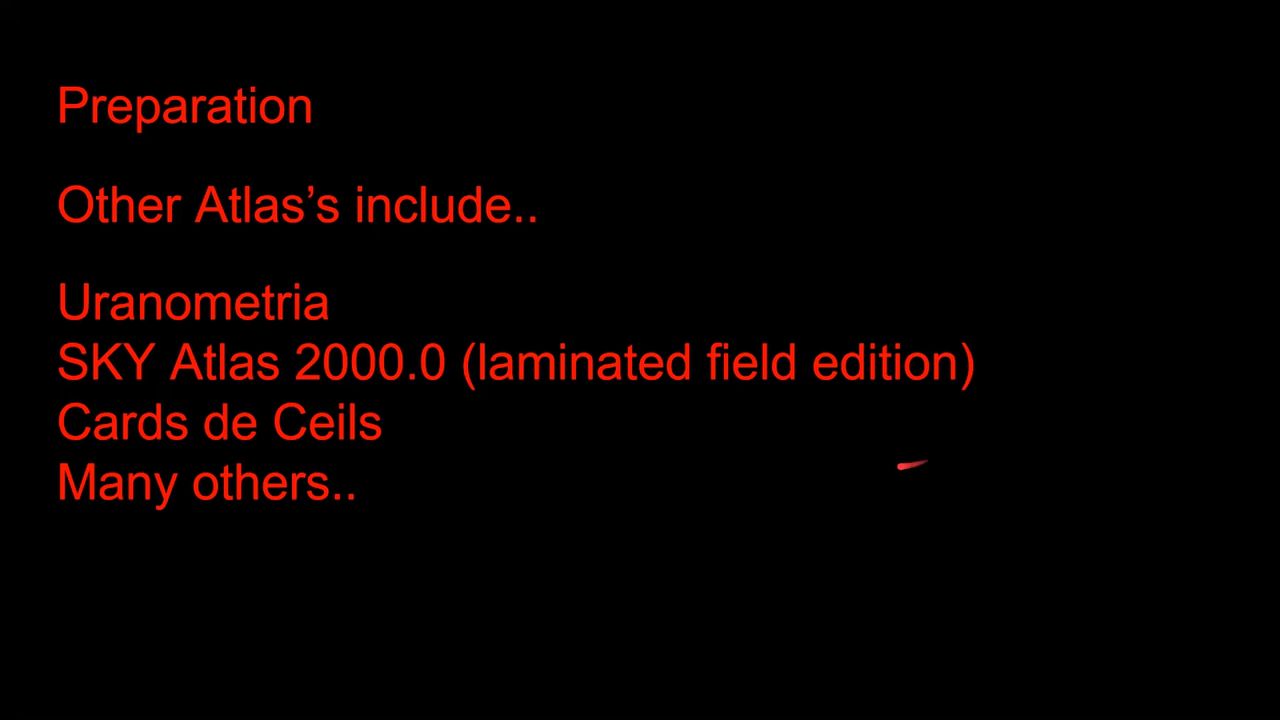 Preparation
Other Atlas’s include..
Uranometria
SKY Atlas 2000.0 (laminated field edition)
Cards de Ceils
Many others..